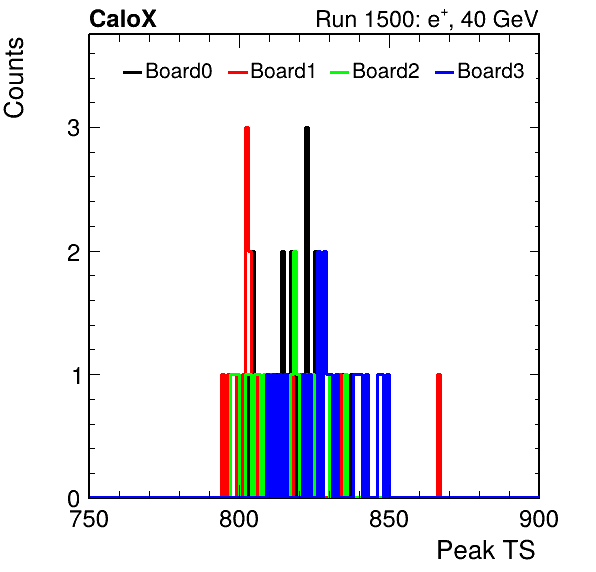 CaloX Run 1500: e+, 40 GeV
Counts
Board0 Board1 Board2 Board3
3
2
1
0
750 800 850 900
Peak TS